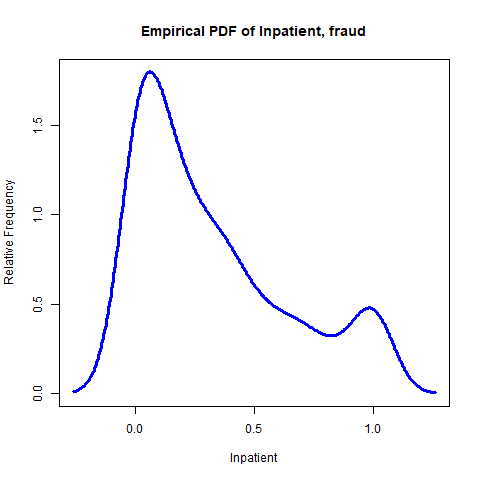 Empirical PDF of Inpatient, fraud
Relative Frequency
1.5
1.0
0.5
0.0
0.0 0.5 1.0
Inpatient